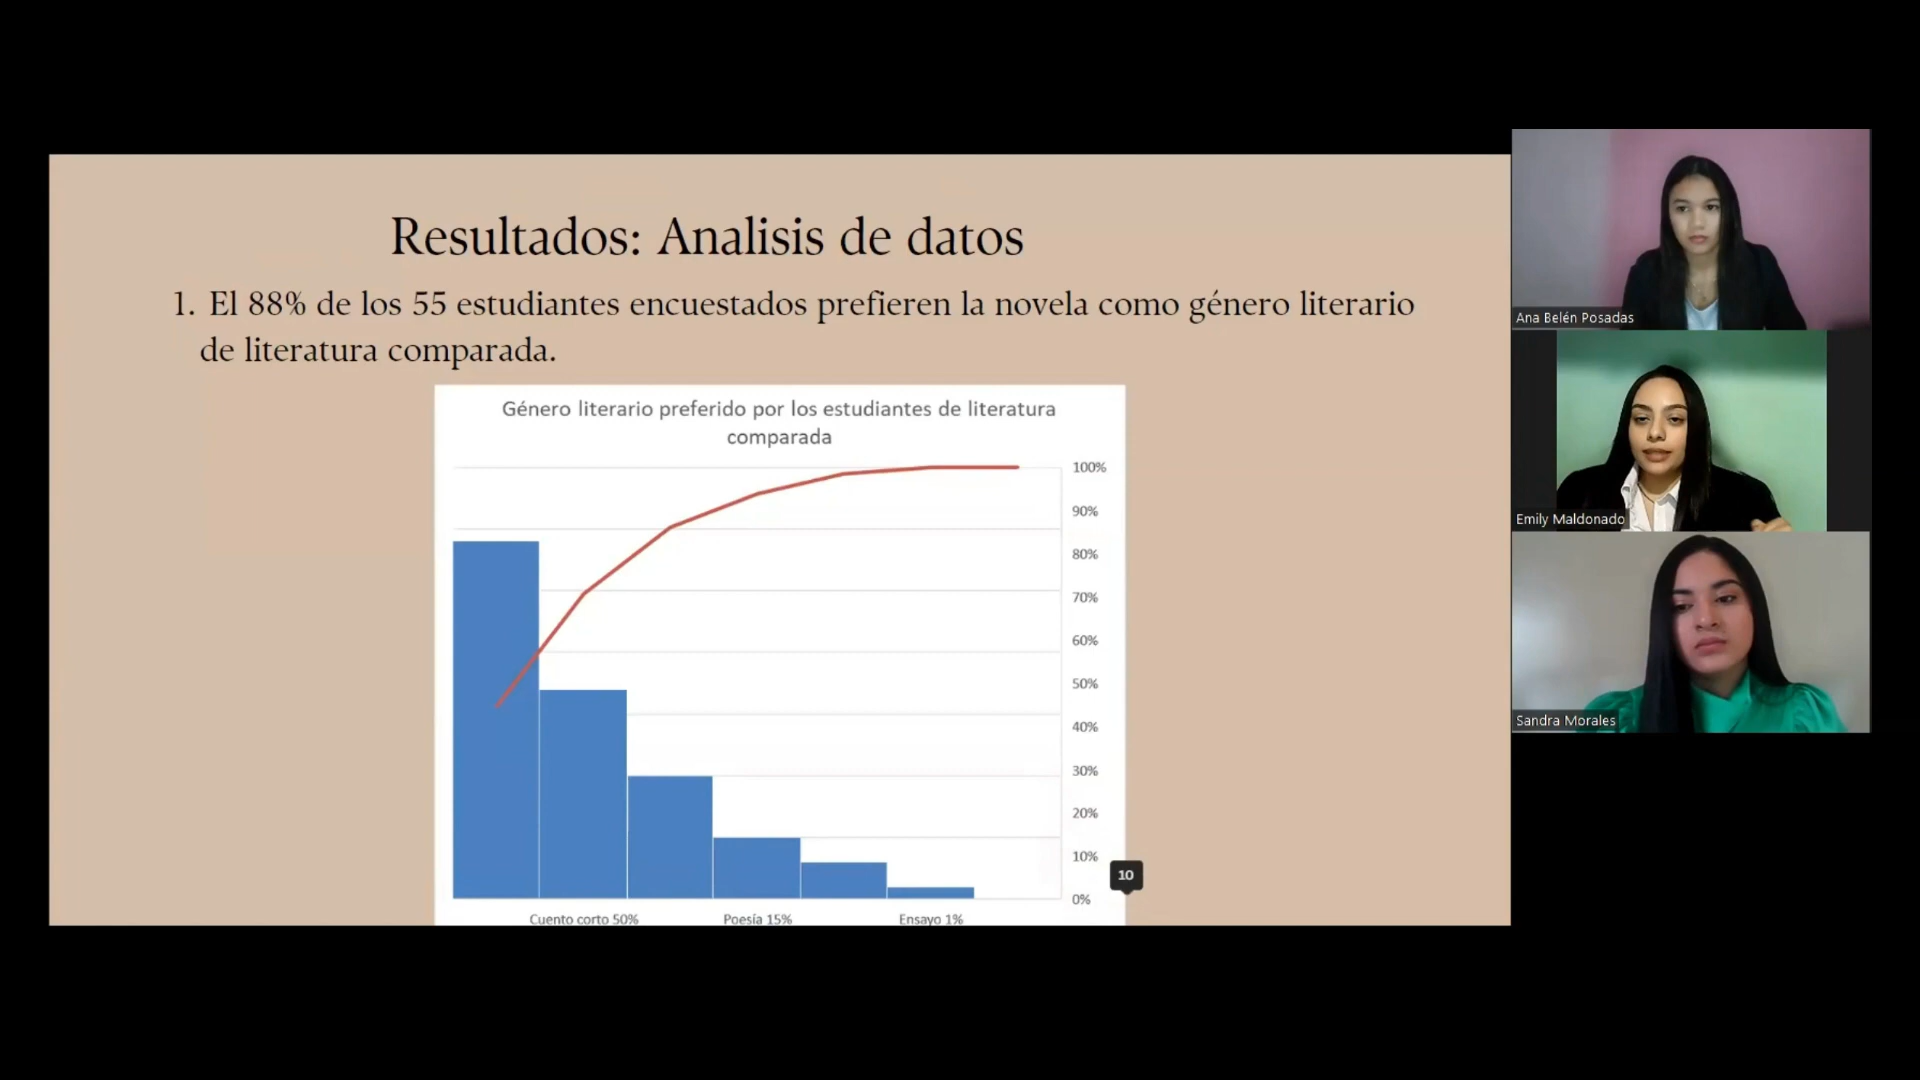 Resultados: Analisis de datos
1. El 88% de los 55 estudiantes encuestados prefieren la novela como género literario
de literatura comparada.
Género literario preferido por los estudiantes de literatura
comparada
100%
90%
80%
70%
60%
50%
40%
30%
20%
10%
0%
Cuento corto 50%
Poesía 15%
Ensayo 1%
10
Ana Belén Posadas
Emily Maldonado
Sandra Morales